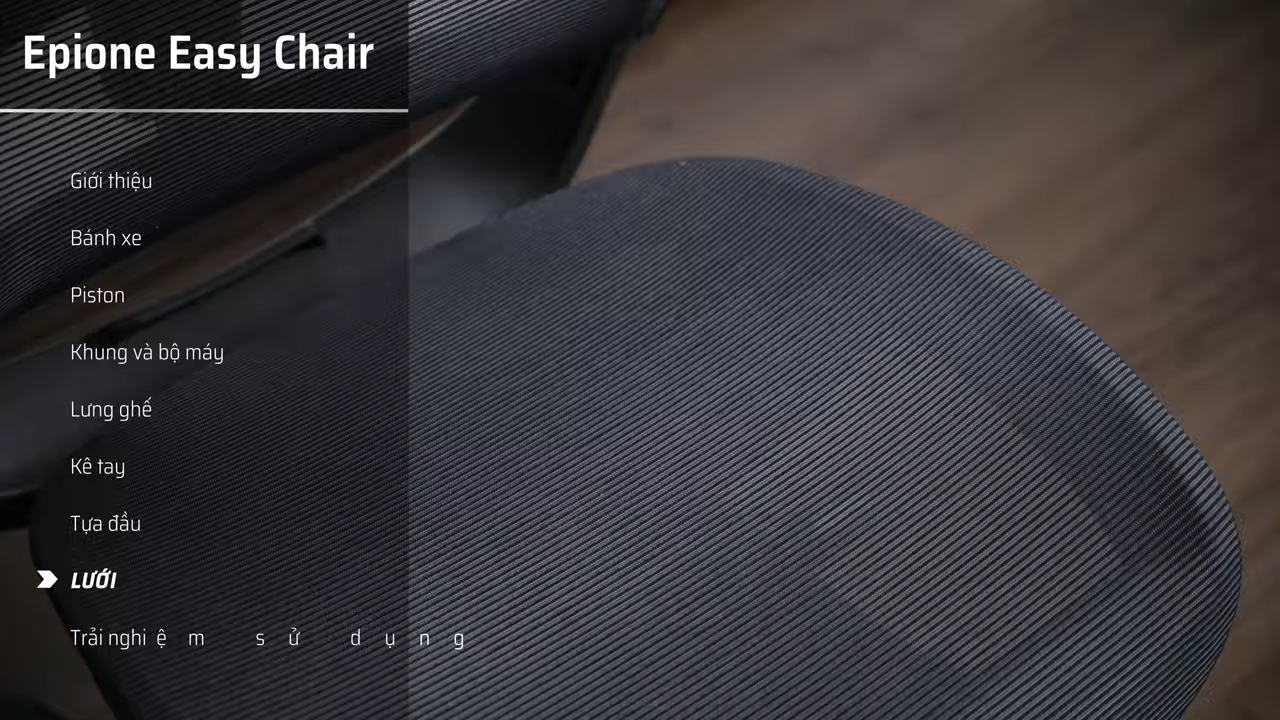 Epione Easy Chair
Giới thiệu
Bánh xe
Piston
Khung và bộ máy
Lưng ghế
Kê tay
Tựa đầu
LƯỚI
Trải nghiệm sử dụng